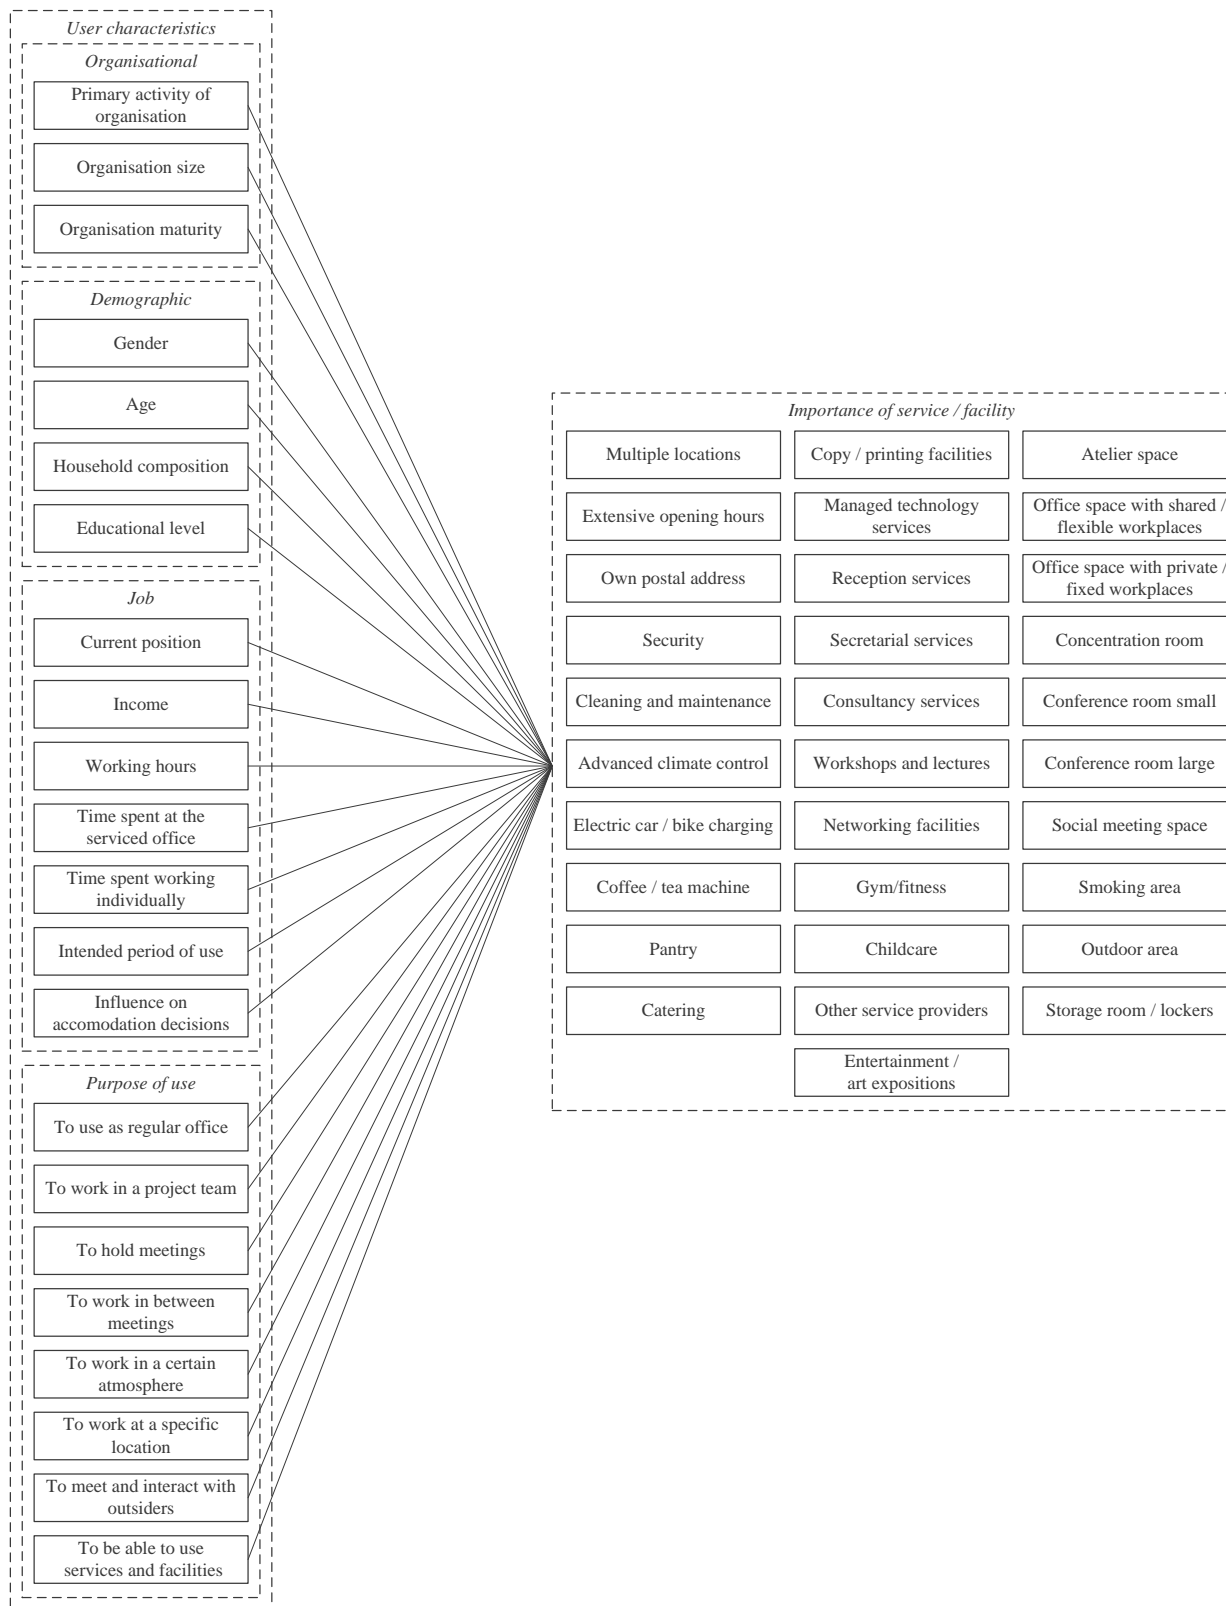 User characteristics
Organisational
Primary activity of
organisation
Organisation size
Organisation maturity
Demographic
Gender
Age
Household composition
Educational level
Job
Current position
Income
Working hours
Time spent at the
serviced office
Time spent working
individually
Intended period of use
Influence on
accomodation decisions
Purpose of use
To use as regular office
To work in a project team
To hold meetings
To work in between
meetings
To work in a certain
atmosphere
To work at a specific
location
To meet and interact with
outsiders
To be able to use
services and facilities
Importance of service / facility
Multiple locations
Extensive opening hours
Own postal address
Security
Cleaning and maintenance
Advanced climate control
Electric car / bike charging
Coffee / tea machine
Pantry
Catering
Copy / printing facilities
Managed technology
services
Reception services
Secretarial services
Consultancy services
Workshops and lectures
Networking facilities
Gym/fitness
Childcare
Other service providers
Entertainment /
art expositions
Atelier space
Office space with shared /
flexible workplaces
Office space with private /
fixed workplaces
Concentration room
Conference room small
Conference room large
Social meeting space
Smoking area
Outdoor area
Storage room / lockers